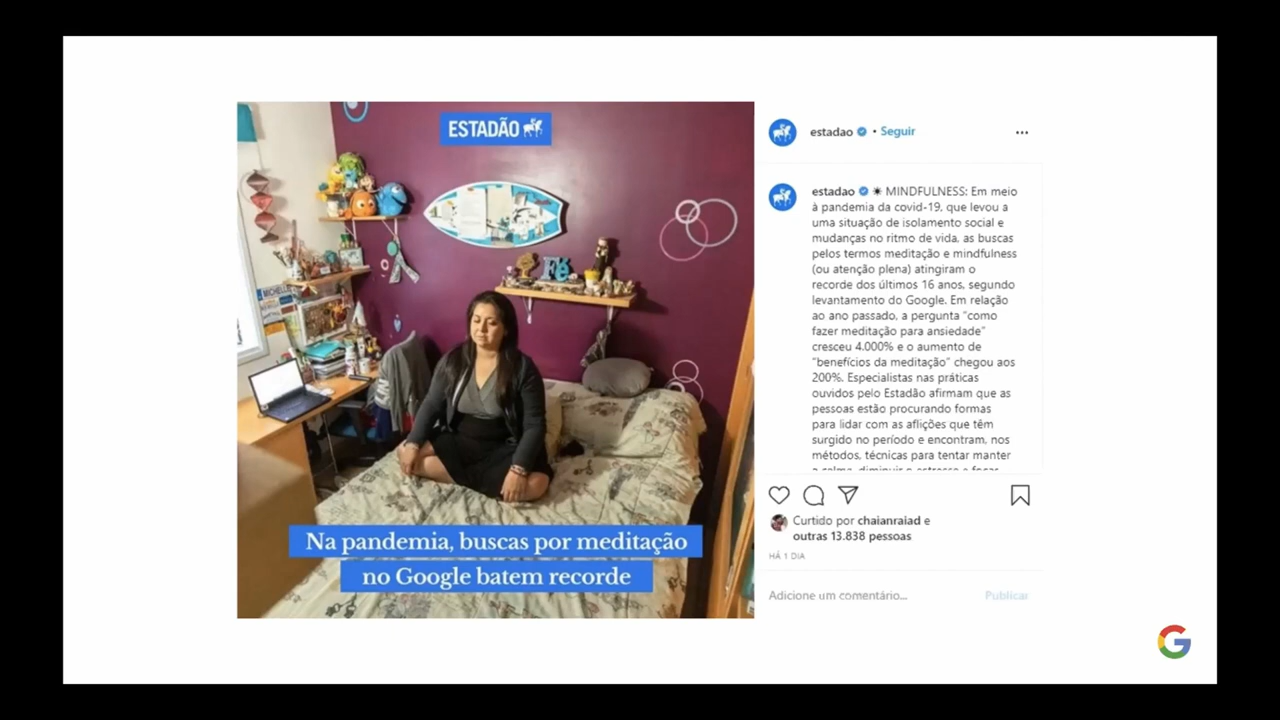 ESTADÃO
Fé
Na pandemia, buscas por meditação
no Google batem recorde
estadao • Seguir
estadao ☀ MINDFULNESS: Em meio
à pandemia da covid-19, que levou a
uma situação de isolamento social e
mudanças no ritmo de vida, as buscas
pelos termos meditação e mindfulness
(ou atenção plena) atingiram o
recorde dos últimos 16 anos, segundo
levantamento do Google. Em relação
ao ano passado, a pergunta "como
fazer meditação para ansiedade"
cresceu 4.000% e o aumento de
"benefícios da meditação" chegou aos
200%. Especialistas nas práticas
ouvidos pelo Estadão afirmam que as
pessoas estão procurando formas
para lidar com as aflições que têm
surgido no período e encontram, nos
métodos, técnicas para tentar manter
a calma, diminuir o estresse e focar
Curtido por chaianraiad e
outras 13.838 pessoas
HÁ 1 DIA
Adicione um comentário...
Publicar